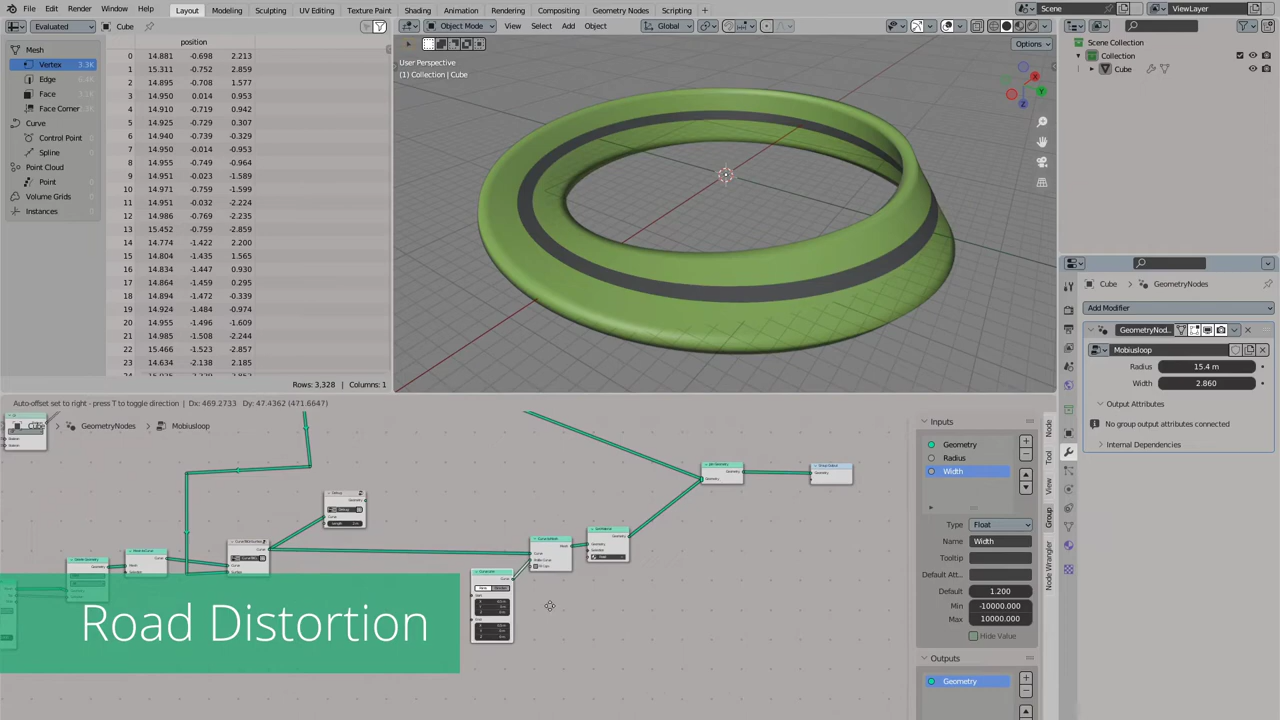 File Edit Render Window Help Layout Modeling Sculpting UV Editing Texture Paint Shading Animation Rendering Compositing Geometry Nodes Scripting Scene ViewLayer
Evaluated Object Mode View Select Add Object Global
Options
position
Mesh
Vertex 3.3K
Edge 6.4K
Face
Face Corner
Curve
Control Point
Spline
Point Cloud
Point
Volume Grids
Instances
0 14.881 -0.698 2.213
1 15.311 -0.752 2.859
2 14.895 -0.708 1.577
3 14.910 -0.014 0.953
4 14.910 -0.719 0.942
5 14.925 -0.732 0.307
6 14.940 -0.739 -0.329
7 14.950 -0.014 -0.953
8 14.955 -0.749 -0.964
9 14.951 -0.023 -1.589
10 14.971 -0.759 -1.599
11 14.951 -0.032 -2.224
12 14.986 -0.769 -2.235
13 15.452 -0.759 -2.859
14 14.774 -1.422 2.200
15 14.804 -1.435 1.565
16 14.834 -1.447 0.930
17 14.864 -1.459 0.295
18 14.894 -1.472 -0.339
19 14.924 -1.484 -0.974
20 14.955 -1.496 -1.609
21 14.985 -1.508 -2.244
22 15.466 -1.523 -2.857
23 14.634 -2.138 2.185
Rows: 3,328 | Columns: 1
User Perspective
(1) Collection | Cube
Scene Collection
Collection
Cube
Cube GeometryNodes
Add Modifier
GeometryNod..
Mobiusloop
Radius 15.4 m
Width 2.860
Output Attributes
No group output attributes connected
Internal Dependencies
Auto-offset set to right - press T to toggle direction | Dx: 469.2733 Dy: 47.4362 (471.6647)
Cube GeometryNodes Mobiusloop
Inputs
Geometry
Radius
Width
Type Float
Name Width
Tooltip
Default Att..
Default 1.200
Min -10000.000
Max 10000.000
Hide Value
Outputs
Geometry
Node
Tool
View
Group
Node Wrangler
Road Distortion